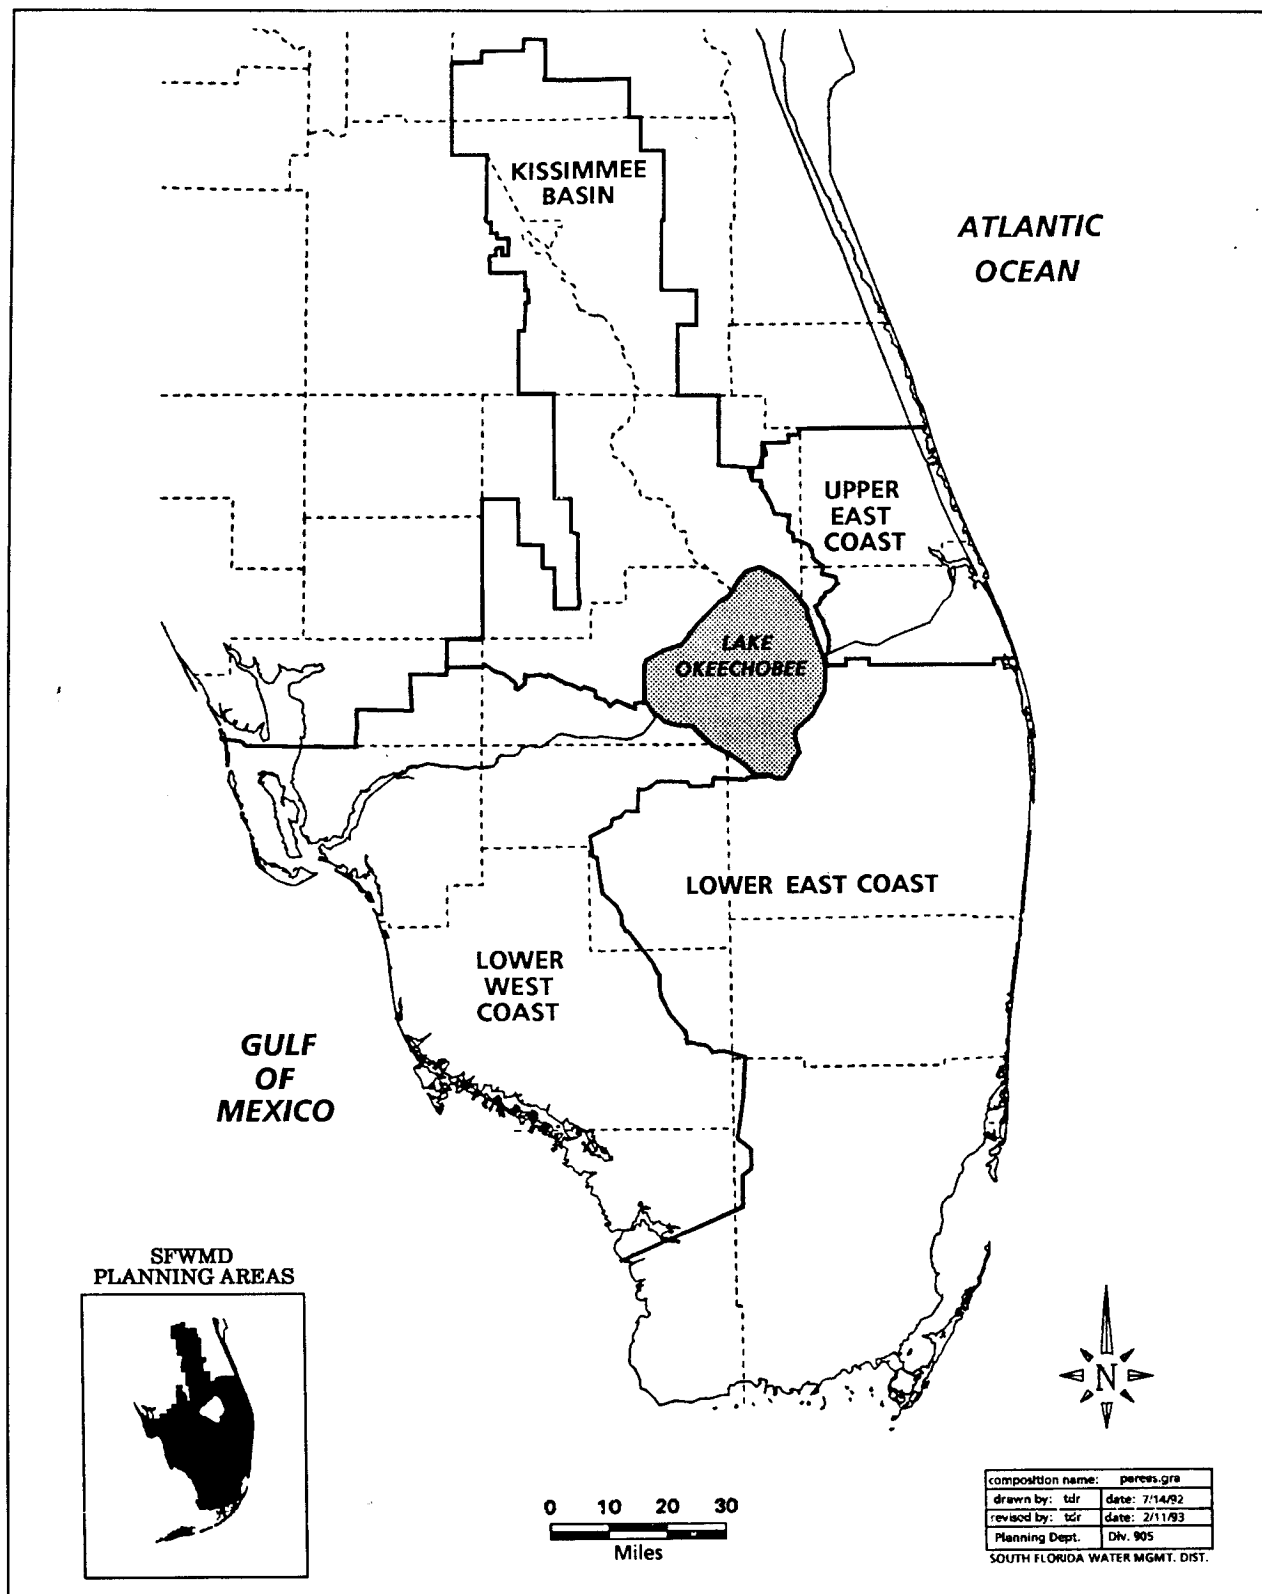 KISSIMMEE
BASIN
ATLANTIC
OCEAN
UPPER
EAST
COAST
LAKE
OKEECHOBEE
LOWER EAST COAST
LOWER
WEST
COAST
GULF
OF
MEXICO
SFWMD
PLANNING AREAS
N
0 10 20 30
Miles
composition name: pareas.gra
drawn by: tdr date: 7/14/92
revised by: tdr date: 2/11/93
Planning Dept. Div. 905
SOUTH FLORIDA WATER MGMT. DIST.